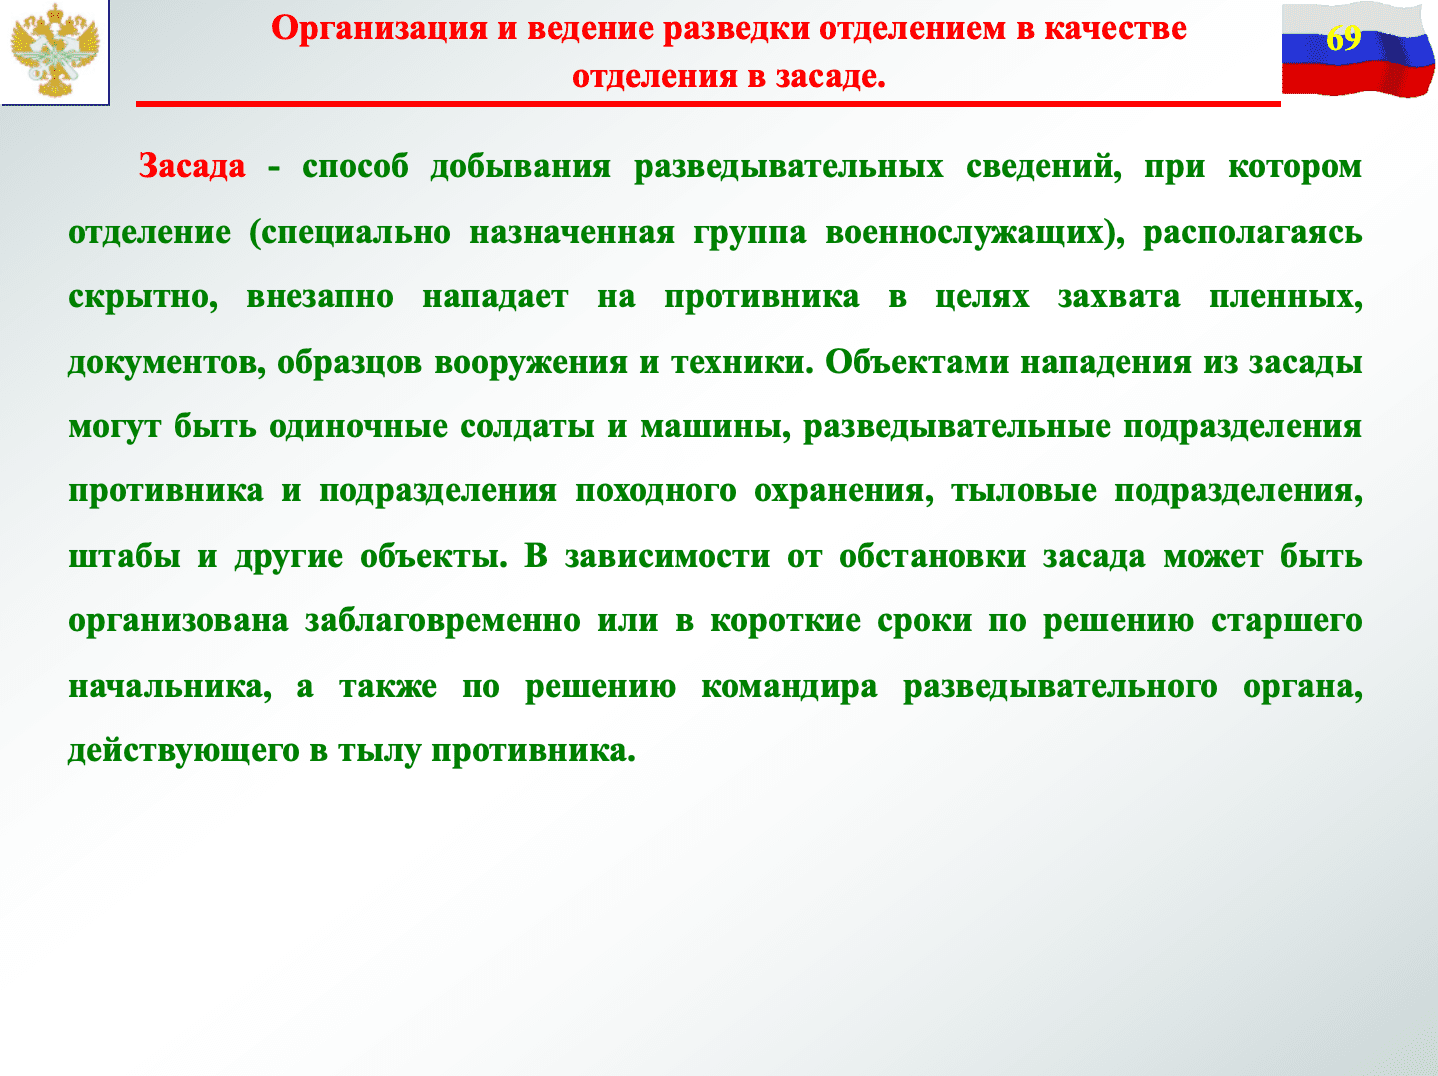 Организация и ведение разведки отделением в качестве
отделения в засаде.
69
Засада - способ добывания разведывательных сведений, при котором
отделение (специально назначенная группа военнослужащих), располагаясь
скрытно, внезапно нападает на противника в целях захвата пленных,
документов, образцов вооружения и техники. Объектами нападения из засады
могут быть одиночные солдаты и машины, разведывательные подразделения
противника и подразделения походного охранения, тыловые подразделения,
штабы и другие объекты. В зависимости от обстановки засада может быть
организована заблаговременно или в короткие сроки по решению старшего
начальника, а также по решению командира разведывательного органа,
действующего в тылу противника.